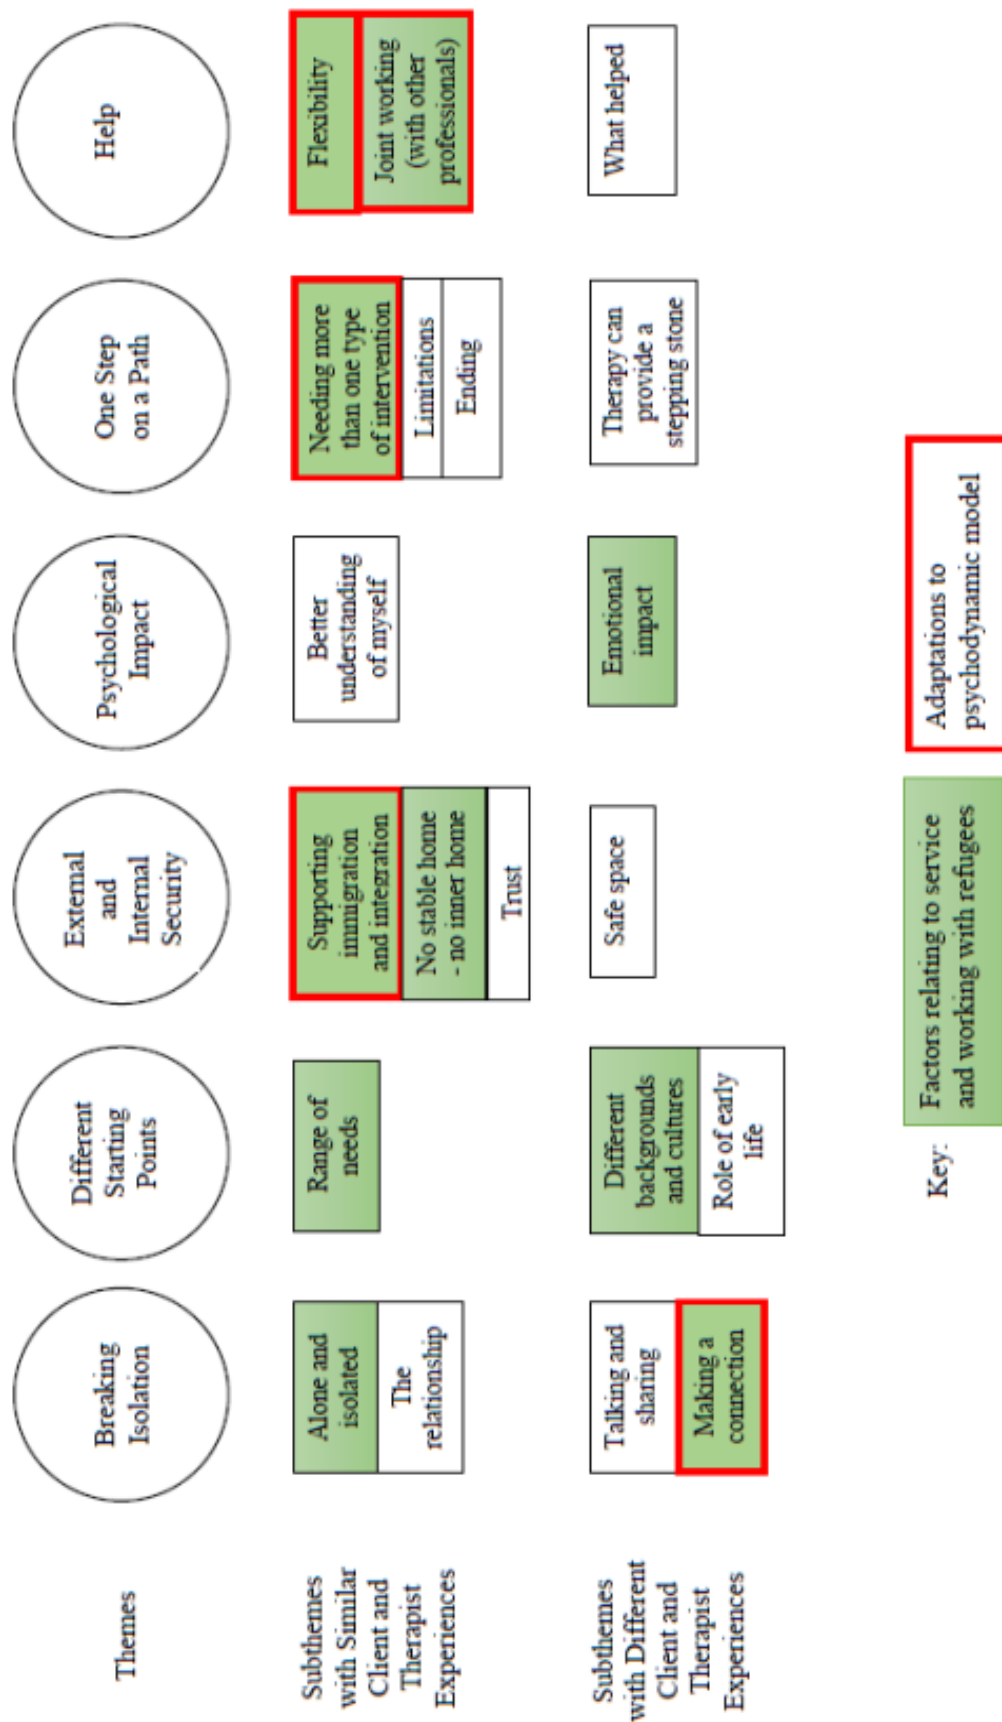 Themes
Breaking
Isolation
Different
Starting
Points
External
and
Internal
Security
Psychological
Impact
One Step
on a Path
Help
Subthemes
with Similar
Client and
Therapist
Experiences
Alone and
isolated
The
relationship
Range of
needs
Supporting
immigration
and integration
No stable home
- no inner home
Trust
Better
understanding
of myself
Needing more
than one type
of intervention
Limitations
Ending
Flexibility
Joint working
(with other
professionals)
Subthemes
with Different
Client and
Therapist
Experiences
Talking and
sharing
Making a
connection
Different
backgrounds
and cultures
Role of early
life
Safe space
Emotional
impact
Therapy can
provide a
stepping stone
What helped
Key:
Factors relating to service
and working with refugees
Adaptations to
psychodynamic model